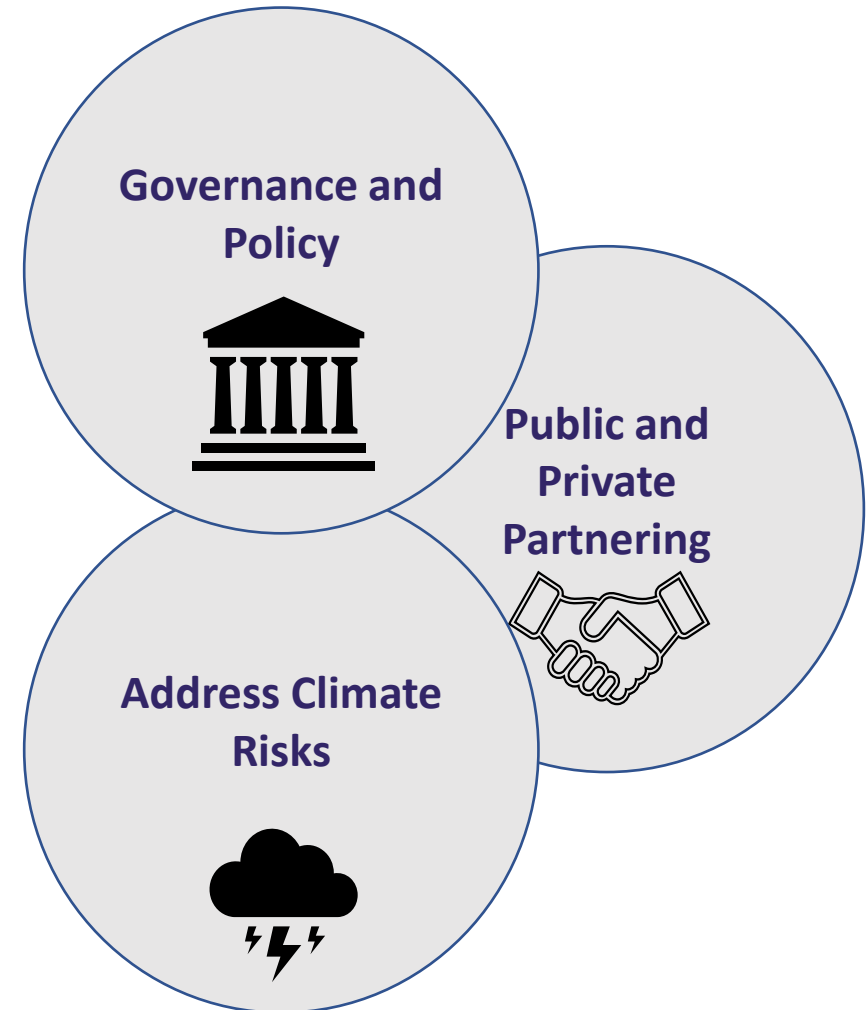 Governance and
Policy
Public and
Private
Partnering
Address Climate
Risks